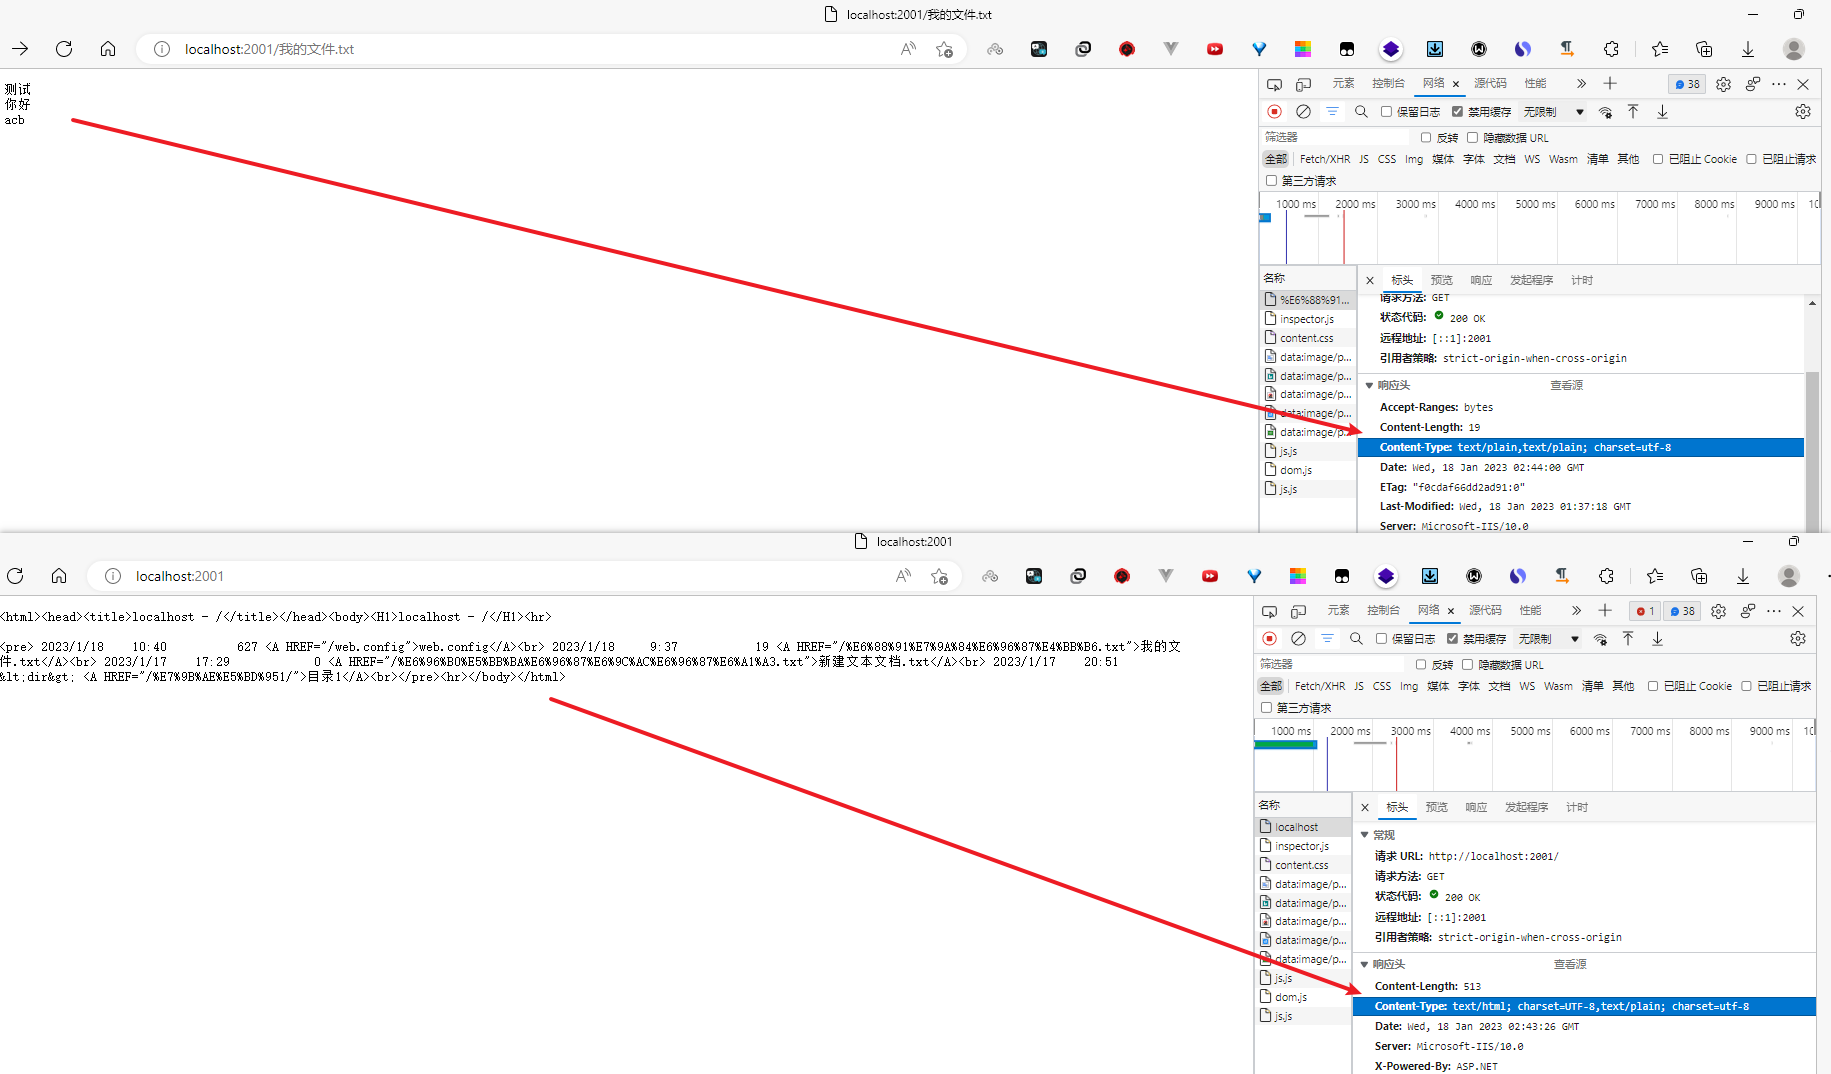 localhost:2001/我的文件.txt
localhost:2001/我的文件.txt
测试
你好
acb
元素 控制台 网络 源代码 性能 38
保留日志 禁用缓存 无限制
筛选器 反转 隐藏数据 URL
全部 Fetch/XHR JS CSS Img 媒体 字体 文档 WS Wasm 清单 其他 已阻止 Cookie 已阻止请求
第三方请求
1000 ms 2000 ms 3000 ms 4000 ms 5000 ms 6000 ms 7000 ms 8000 ms 9000 ms
名称
%E6%88%91...
inspector.js
content.css
data:image/p...
data:image/p...
data:image/p...
data:image/p...
data:image/p...
js.js
dom.js
js.js
标头 预览 响应 发起程序 计时
请求方法: GET
状态代码: 200 OK
远程地址: [::1]:2001
引用者策略: strict-origin-when-cross-origin
响应头 查看源
Accept-Ranges: bytes
Content-Length: 19
Content-Type: text/plain,text/plain; charset=utf-8
Date: Wed, 18 Jan 2023 02:44:00 GMT
ETag: "f0cdaf66dd2ad91:0"
Last-Modified: Wed, 18 Jan 2023 01:37:18 GMT
Server: Microsoft-IIS/10.0
localhost:2001
localhost:2001
<html><head><title>localhost - /</title></head><body><H1>localhost - /</H1><hr>
<pre> 2023/1/18 10:40 627 <A HREF="/web.config">web.config</A><br> 2023/1/18 9:37 19 <A HREF="/%E6%88%91%E7%9A%84%E6%96%87%E4%BB%B6.txt">我的文
件.txt</A><br> 2023/1/17 17:29 0 <A HREF="/%E6%96%B0%E5%BB%BA%E6%96%87%E6%9C%AC%E6%96%87%E6%A1%A3.txt">新建文本文档.txt</A><br> 2023/1/17 20:51
&lt;dir&gt; <A HREF="/%E7%9B%AE%E5%BD%951/">目录1</A><br></pre><hr></body></html>
元素 控制台 网络 源代码 性能 1 38
保留日志 禁用缓存 无限制
筛选器 反转 隐藏数据 URL
全部 Fetch/XHR JS CSS Img 媒体 字体 文档 WS Wasm 清单 其他 已阻止 Cookie 已阻止请求
第三方请求
1000 ms 2000 ms 3000 ms 4000 ms 5000 ms 6000 ms 7000 ms 8000 ms 9000 ms
名称
localhost
inspector.js
content.css
data:image/p...
data:image/p...
data:image/p...
data:image/p...
data:image/p...
js.js
dom.js
js.js
标头 预览 响应 发起程序 计时
常规
请求 URL: http://localhost:2001/
请求方法: GET
状态代码: 200 OK
远程地址: [::1]:2001
引用者策略: strict-origin-when-cross-origin
响应头 查看源
Content-Length: 513
Content-Type: text/html; charset=UTF-8,text/plain; charset=utf-8
Date: Wed, 18 Jan 2023 02:43:26 GMT
Server: Microsoft-IIS/10.0
X-Powered-By: ASP.NET